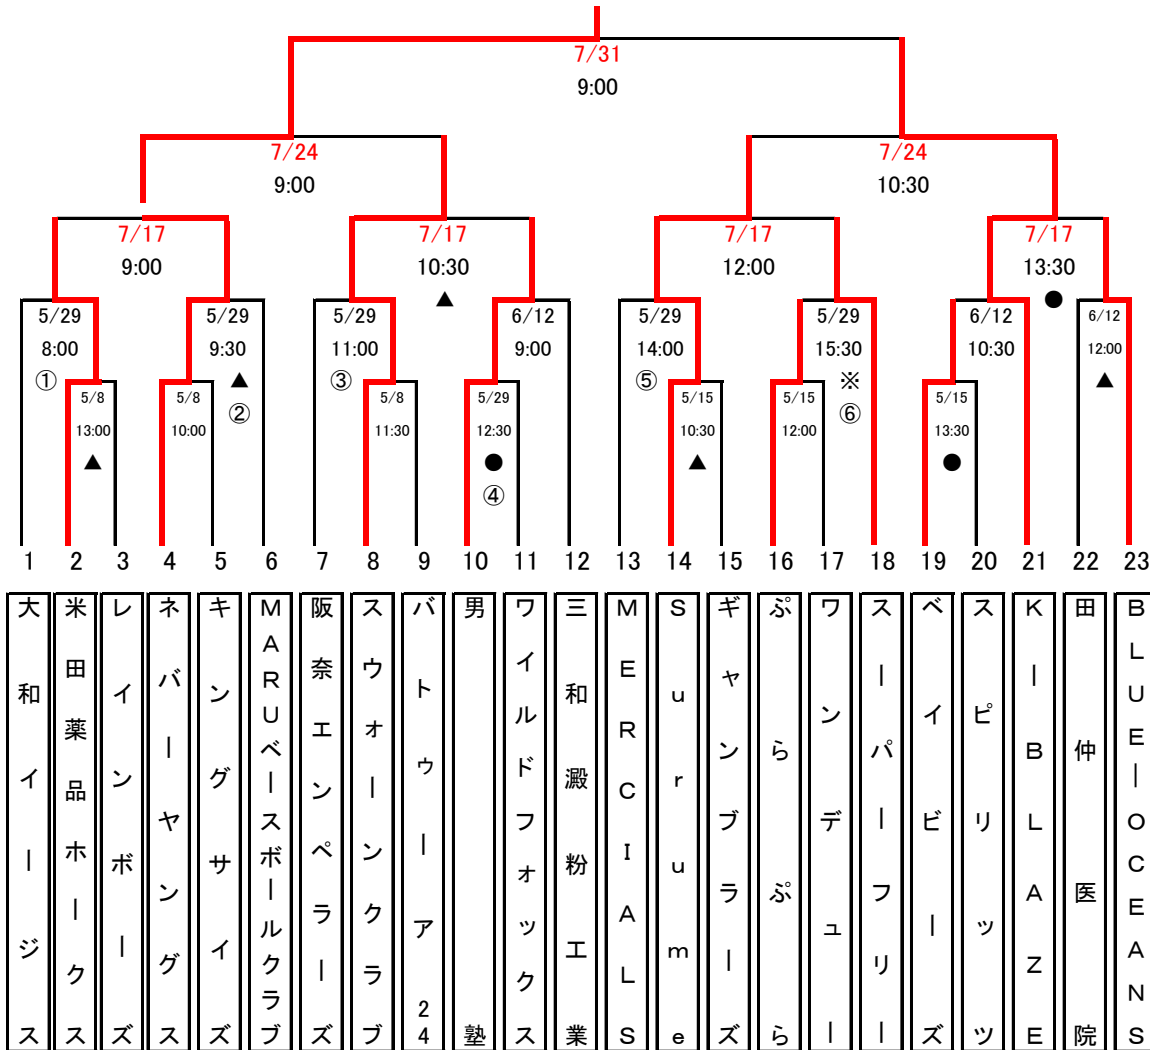 7/31
9:00
7/24
9:00
7/24
10:30
7/17
9:00
7/17
10:30
▲
7/17
12:00
7/17
13:30
●
5/29
8:00
①
5/29
9:30
▲
②
5/29
11:00
③
6/12
9:00
5/29
14:00
⑤
5/29
15:30
※
⑥
6/12
10:30
6/12
12:00
▲
5/8
13:00
▲
5/8
10:00
5/8
11:30
5/29
12:30
●
④
5/15
10:30
▲
5/15
12:00
5/15
13:30
●
1 2 3 4 5 6 7 8 9 10 11 12 13 14 15 16 17 18 19 20 21 22 23
大和イージス
米田薬品ホークス
レインボーズ
ネバーヤングス
キングサイズ
MARUベースボールクラブ
阪奈エンペラーズ
スウォーンクラブ
バトゥーア24
男塾
ワイルドフォックス
三和澱粉工業
MERCIALS
Surume
ギャンブラーズ
ぷらぷら
ワンデュー
スーパーフリー
ベイビーズ
スピリッツ
K－BLAZE
田仲医院
BLUE－OCEANS